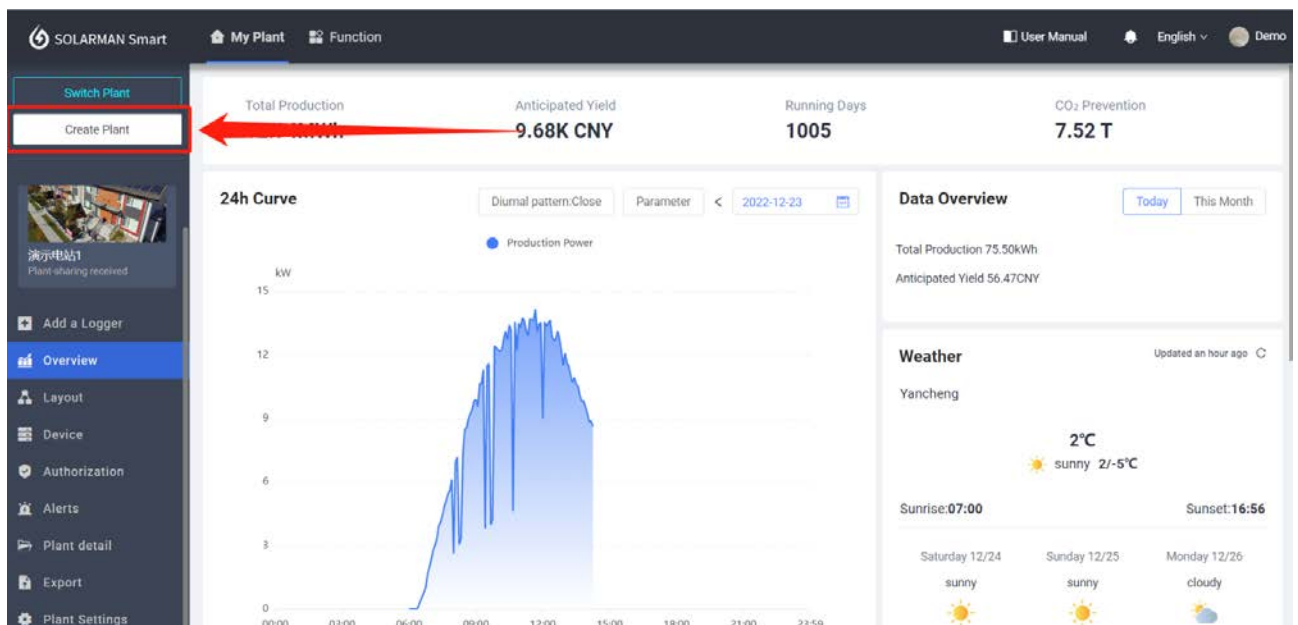 SOLARMAN Smart
My Plant
Function
User Manual
English
Demo
Switch Plant
Create Plant
演示电站1
Plant-sharing received
Add a Logger
Overview
Layout
Device
Authorization
Alerts
Plant detail
Export
Plant Settings
Total Production
Anticipated Yield
9.68K CNY
Running Days
1005
CO₂ Prevention
7.52 T
24h Curve
Diurnal pattern:Close
Parameter
<
2022-12-23
Production Power
kW
15
12
9
6
3
0
00:00 03:00 06:00 09:00 12:00 15:00 18:00 21:00 23:59
Data Overview
Today
This Month
Total Production 75.50kWh
Anticipated Yield 56.47CNY
Weather
Updated an hour ago
Yancheng
2℃
sunny 2/-5℃
Sunrise:07:00
Sunset:16:56
Saturday 12/24 Sunday 12/25 Monday 12/26
sunny sunny cloudy